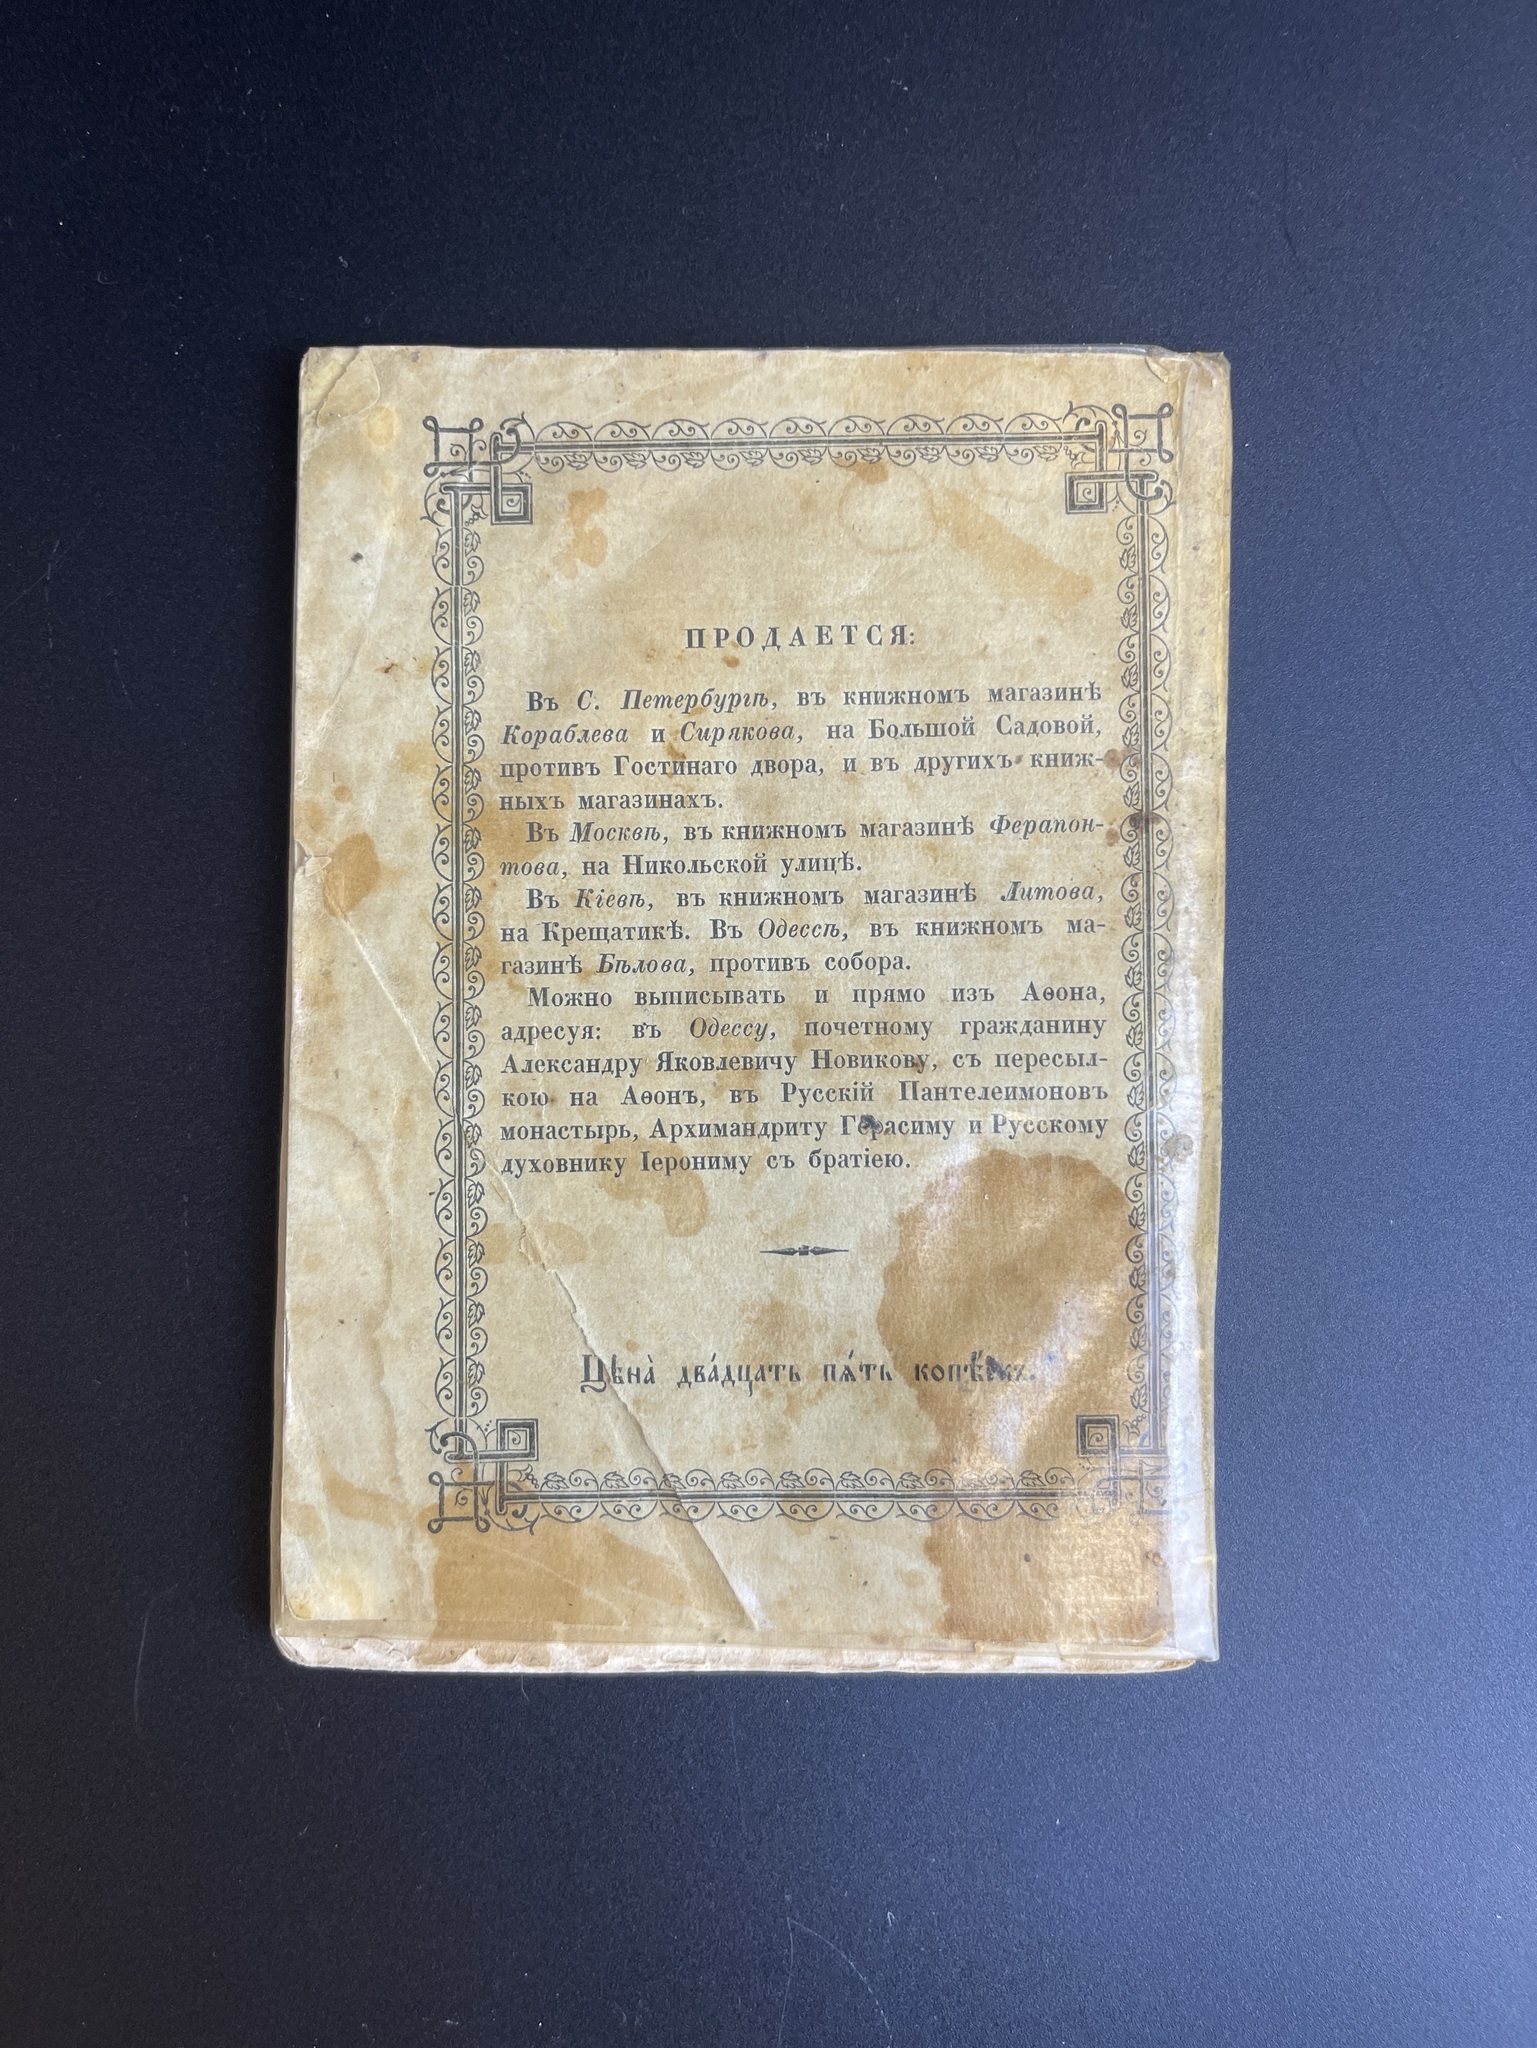 ПРОДАЕТСЯ:
Въ С. Петербургѣ, въ книжномъ магазинѣ
Кораблева и Сирякова, на Большой Садовой,
противъ Гостинаго двора, и въ другихъ книж-
ныхъ магазинахъ.
Въ Москвѣ, въ книжномъ магазинѣ Ферапон-
това, на Никольской улицѣ.
Въ Кіевѣ, въ книжномъ магазинѣ Литова,
на Крещатикѣ. Въ Одессѣ, въ книжномъ ма-
газинѣ Бѣлова, противъ собора.
Можно выписывать и прямо изъ Аѳона,
адресуя: въ Одессу, почетному гражданину
Александру Яковлевичу Новикову, съ пересыл-
кою на Аѳонъ, въ Русскій Пантелеимоновъ
монастырь, Архимандриту Герасиму и Русскому
духовнику Іерониму съ братіею.
Цѣна̀ два́дцать пѧ́ть копѣ́екъ.